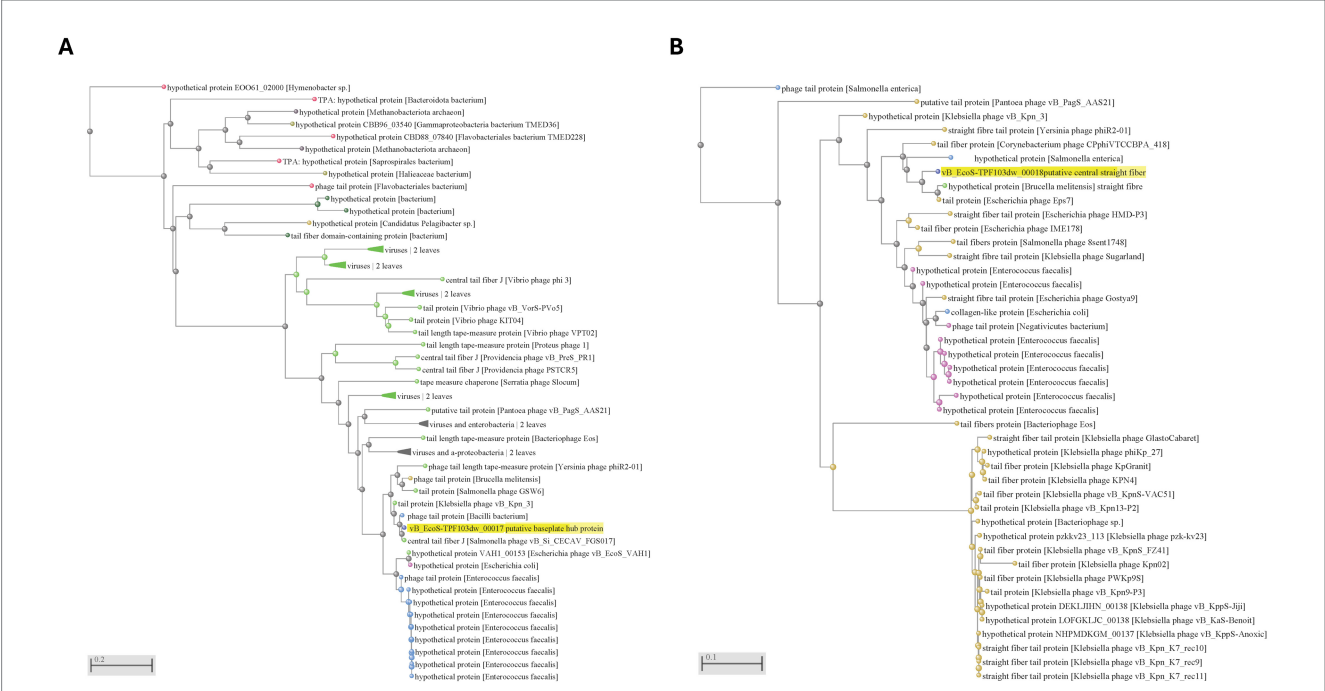 A
hypothetical protein EOO61_02000 [Hymenobacter sp.]
TPA: hypothetical protein [Bacteroidota bacterium]
hypothetical protein [Methanobacteriota archaeon]
hypothetical protein CBB96_03540 [Gammaproteobacteria bacterium TMED36]
hypothetical protein CBD88_07840 [Flavobacteriales bacterium TMED228]
hypothetical protein [Methanobacteriota archaeon]
TPA: hypothetical protein [Saprospirales bacterium]
hypothetical protein [Halieaceae bacterium]
phage tail protein [Flavobacteriales bacterium]
hypothetical protein [bacterium]
hypothetical protein [bacterium]
hypothetical protein [Candidatus Pelagibacter sp.]
tail fiber domain-containing protein [bacterium]
viruses | 2 leaves
viruses | 2 leaves
central tail fiber J [Vibrio phage phi 3]
viruses | 2 leaves
tail protein [Vibrio phage vB_VorS-PVo5]
tail protein [Vibrio phage KIT04]
tail length tape-measure protein [Vibrio phage VPT02]
tail length tape-measure protein [Proteus phage 1]
central tail fiber J [Providencia phage vB_PreS_PR1]
central tail fiber J [Providencia phage PSTCR5]
tape measure chaperone [Serratia phage Slocum]
viruses | 2 leaves
putative tail protein [Pantoea phage vB_PagS_AAS21]
viruses and enterobacteria | 2 leaves
tail length tape-measure protein [Bacteriophage Eos]
viruses and a-proteobacteria | 2 leaves
phage tail length tape-measure protein [Yersinia phage phiR2-01]
phage tail protein [Brucella melitensis]
tail protein [Salmonella phage GSW6]
tail protein [Klebsiella phage vB_Kpn_3]
phage tail protein [Bacilli bacterium]
vB_EcoS-TPF103dw_00017 putative baseplate hub protein
central tail fiber J [Salmonella phage vB_Si_CECAV_FGS017]
hypothetical protein VAH1_00153 [Escherichia phage vB_EcoS_VAH1]
hypothetical protein [Escherichia coli]
phage tail protein [Enterococcus faecalis]
hypothetical protein [Enterococcus faecalis]
hypothetical protein [Enterococcus faecalis]
hypothetical protein [Enterococcus faecalis]
hypothetical protein [Enterococcus faecalis]
hypothetical protein [Enterococcus faecalis]
hypothetical protein [Enterococcus faecalis]
hypothetical protein [Enterococcus faecalis]
hypothetical protein [Enterococcus faecalis]
0.2
B
phage tail protein [Salmonella enterica]
putative tail protein [Pantoea phage vB_PagS_AAS21]
hypothetical protein [Klebsiella phage vB_Kpn_3]
straight fibre tail protein [Yersinia phage phiR2-01]
tail fiber protein [Corynebacterium phage CPphiVTCCBPA_418]
hypothetical protein [Salmonella enterica]
vB_EcoS-TPF103dw_00018putative central straight fiber
hypothetical protein [Brucella melitensis] straight fibre
tail protein [Escherichia phage Eps7]
straight fiber tail protein [Escherichia phage HMD-P3]
tail fiber protein [Escherichia phage IME178]
tail fibers protein [Salmonella phage 8sent1748]
straight fibre tail protein [Klebsiella phage Sugarland]
hypothetical protein [Enterococcus faecalis]
hypothetical protein [Enterococcus faecalis]
straight fibre tail protein [Escherichia phage Gostya9]
collagen-like protein [Escherichia coli]
phage tail protein [Negativicutes bacterium]
hypothetical protein [Enterococcus faecalis]
hypothetical protein [Enterococcus faecalis]
hypothetical protein [Enterococcus faecalis]
hypothetical protein [Enterococcus faecalis]
hypothetical protein [Enterococcus faecalis]
hypothetical protein [Enterococcus faecalis]
tail fibers protein [Bacteriophage Eos]
straight fiber tail protein [Klebsiella phage GlastoCabaret]
hypothetical protein [Klebsiella phage phiKp_27]
tail fiber protein [Klebsiella phage KpGranit]
tail fiber protein [Klebsiella phage KPN4]
tail fiber protein [Klebsiella phage vB_KpnS-VAC51]
tail protein [Klebsiella phage vB_Kpn13-P2]
hypothetical protein [Bacteriophage sp.]
hypothetical protein pzkkv23_113 [Klebsiella phage pzk-kv23]
tail fiber protein [Klebsiella phage vB_KpnS_FZ41]
tail fiber protein [Klebsiella phage Kpn02]
tail fiber protein [Klebsiella phage PWKp9S]
tail protein [Klebsiella phage vB_Kpn9-P3]
hypothetical protein DEKLJIHN_00138 [Klebsiella phage vB_KppS-Jiji]
hypothetical protein LOFGKLJC_00138 [Klebsiella phage vB_KaS-Benoit]
hypothetical protein NHPMDKGM_00137 [Klebsiella phage vB_KppS-Anoxic]
straight fiber tail protein [Klebsiella phage vB_Kpn_K7_rec10]
straight fiber tail protein [Klebsiella phage vB_Kpn_K7_rec9]
straight fiber tail protein [Klebsiella phage vB_Kpn_K7_rec11]
0.1